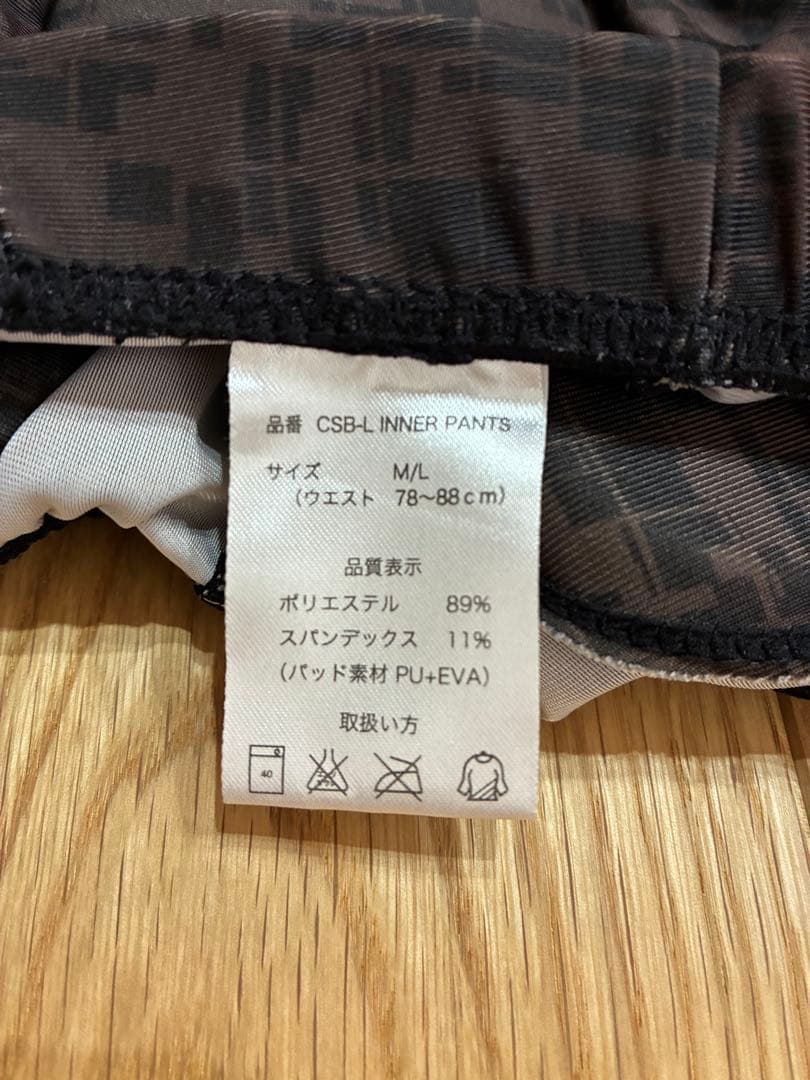 品番 CSB-L INNER PANTS
サイズ M/L
(ウエスト 78〜88cm)
品質表示
ポリエステル 89%
スパンデックス 11%
(パッド素材 PU+EVA)
取扱い方
40